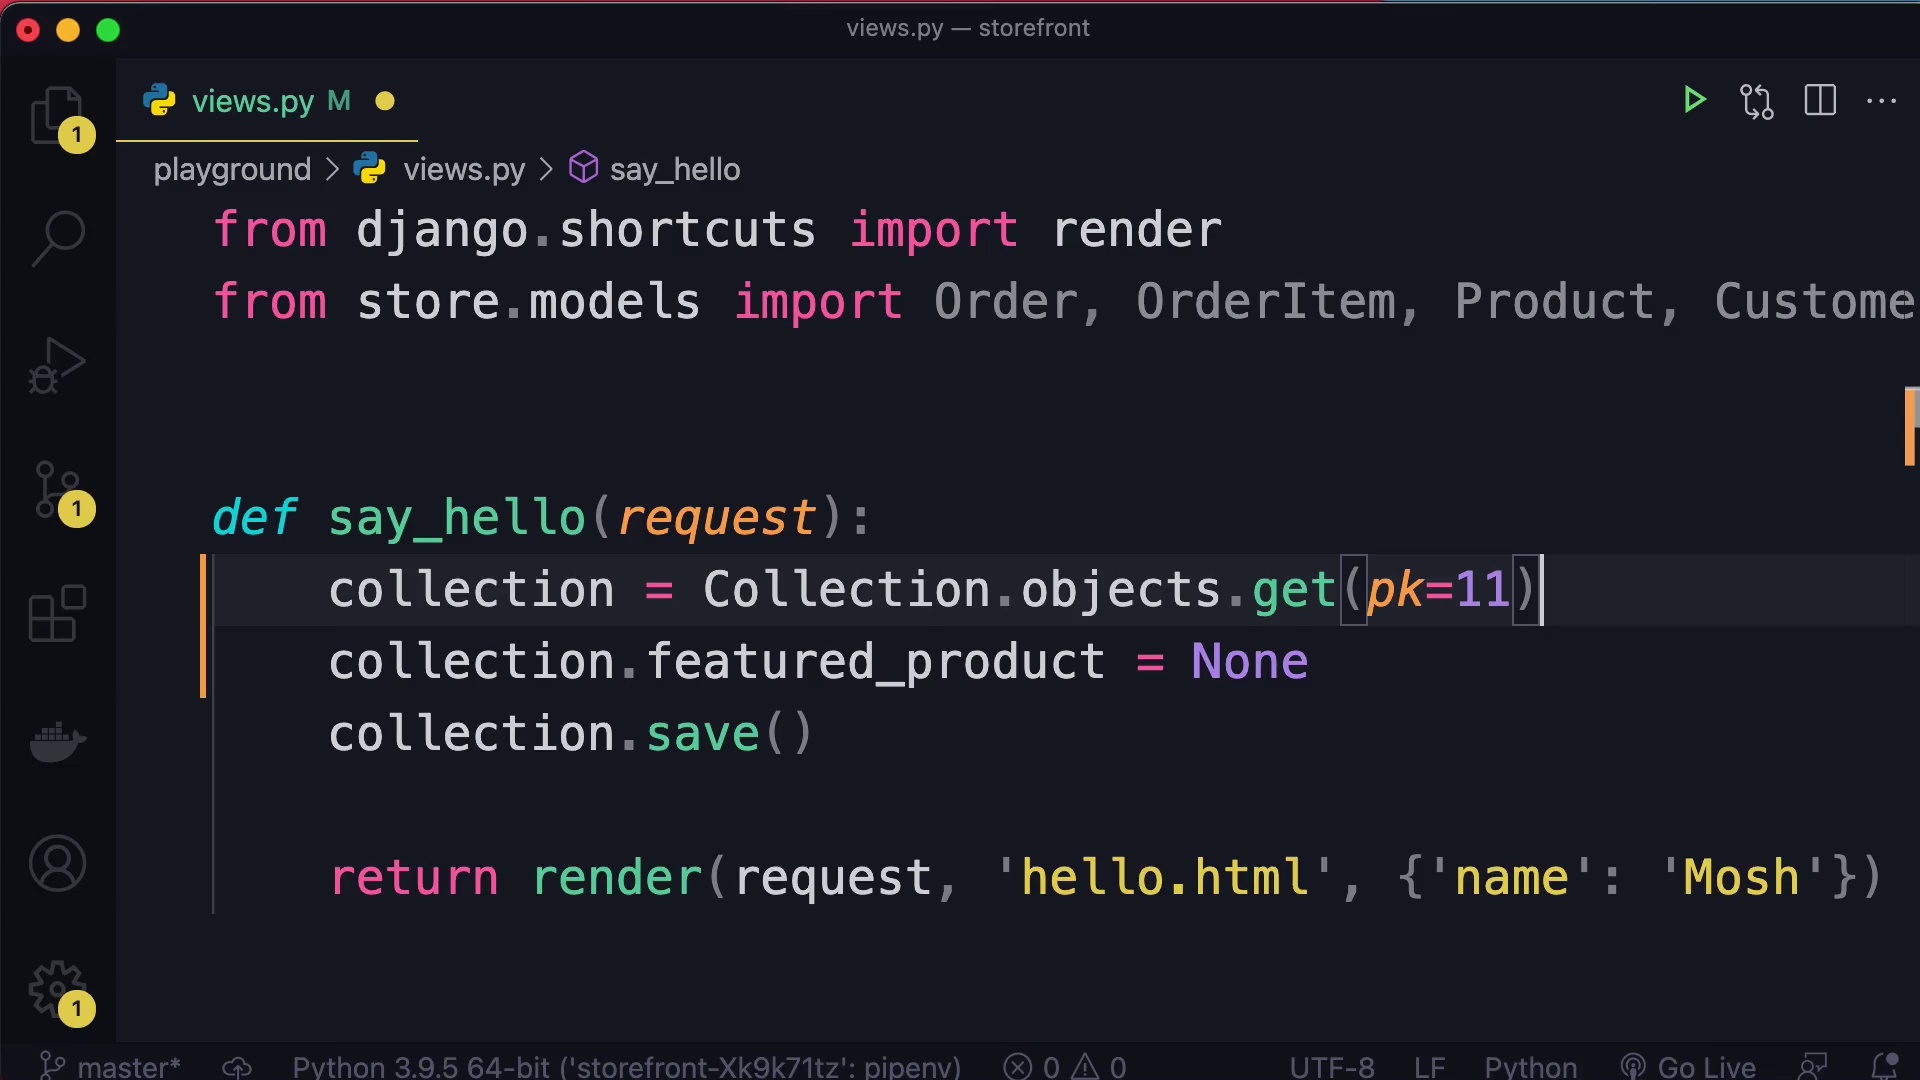 views.py — storefront
views.py M
playground > views.py > say_hello
from django.shortcuts import render
from store.models import Order, OrderItem, Product, Custome
def say_hello(request):
    collection = Collection.objects.get(pk=11)
    collection.featured_product = None
    collection.save()
    return render(request, 'hello.html', {'name': 'Mosh'})
1
1
1
master* Python 3.9.5 64-bit ('storefront-Xk9k71tz': pipenv) 0 0 UTF-8 LF Python Go Live